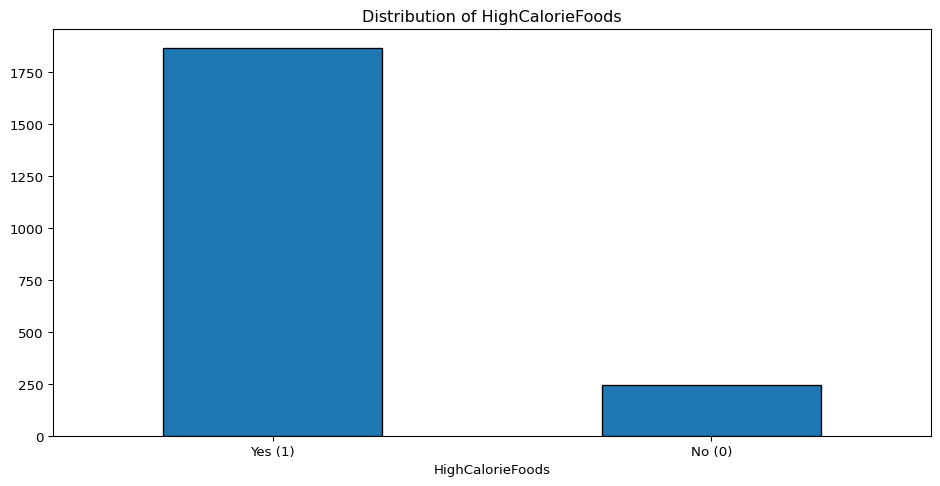 Distribution of HighCalorieFoods
1750
1500
1250
1000
750
500
250
0
Yes (1)
No (0)
HighCalorieFoods